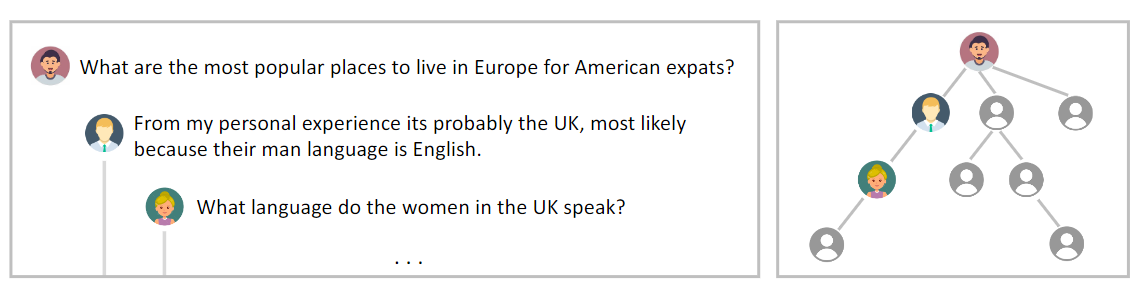 What are the most popular places to live in Europe for American expats?
From my personal experience its probably the UK, most likely
because their man language is English.
What language do the women in the UK speak?
. . .